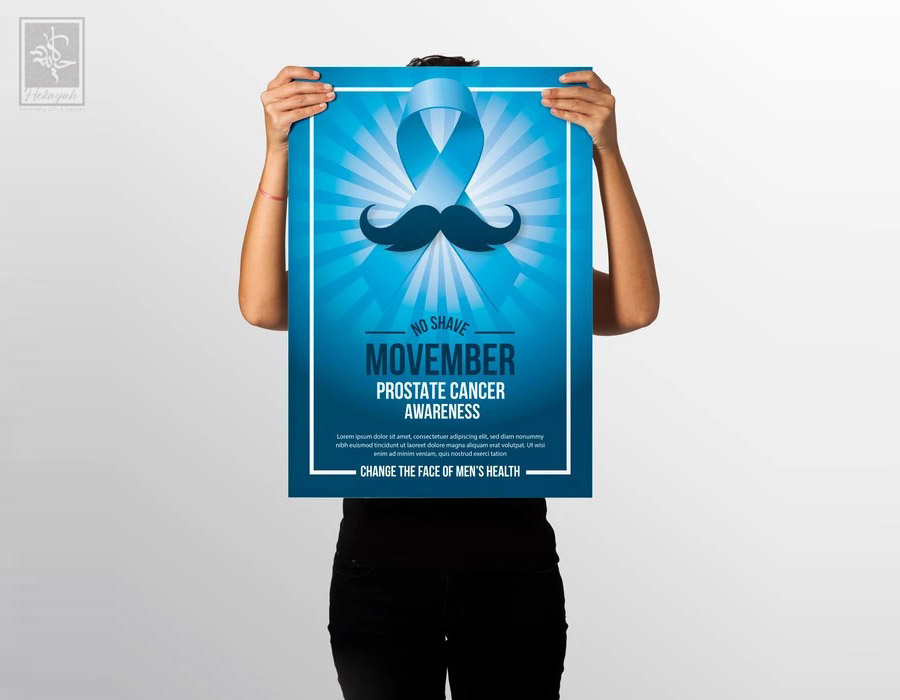 Hekayah
NO SHAVE
MOVEMBER
PROSTATE CANCER
AWARENESS
Lorem ipsum dolor sit amet, consectetuer adipiscing elit, sed diam nonummy
nibh euismod tincidunt ut laoreet dolore magna aliquam erat volutpat. Ut wisi
enim ad minim veniam, quis nostrud exerci tation
CHANGE THE FACE OF MEN'S HEALTH